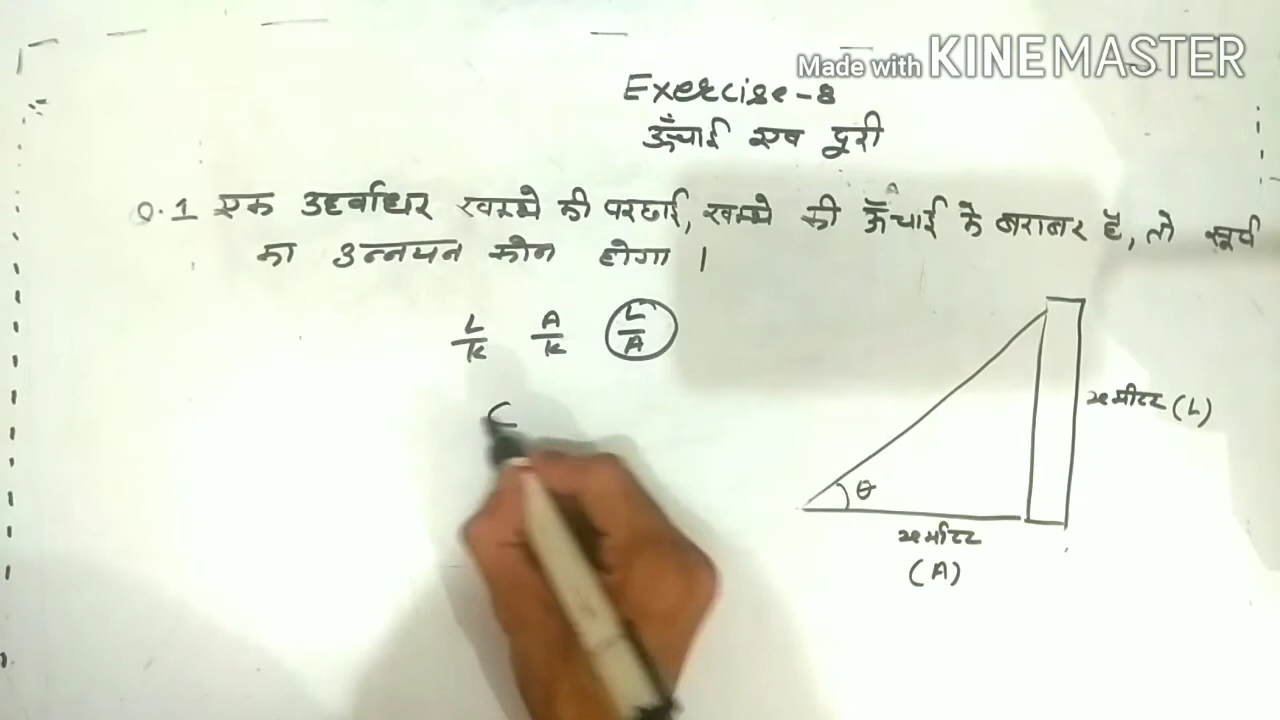 Made with KINEMASTER
Exercise-8
ऊँचाई एवं दूरी
Q.1 एक उर्ध्वाधर खम्भे की परछाई, खम्भे की ऊँचाई के बराबर है, तो सूर्य
का उन्नयन कोन होगा ।
L/K A/K L/A
θ
x मीटर (L)
x मीटर
(A)